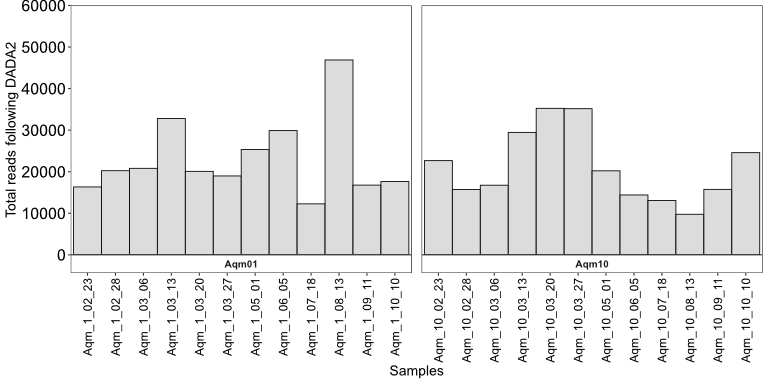 Total reads following DADA2
60000
50000
40000
30000
20000
10000
0
Aqm01
Aqm10
Aqm_1_02_23
Aqm_1_02_28
Aqm_1_03_06
Aqm_1_03_13
Aqm_1_03_20
Aqm_1_03_27
Aqm_1_05_01
Aqm_1_06_05
Aqm_1_07_18
Aqm_1_08_13
Aqm_1_09_11
Aqm_1_10_10
Aqm_10_02_23
Aqm_10_02_28
Aqm_10_03_06
Aqm_10_03_13
Aqm_10_03_20
Aqm_10_03_27
Aqm_10_05_01
Aqm_10_06_05
Aqm_10_07_18
Aqm_10_08_13
Aqm_10_09_11
Aqm_10_10_10
Samples